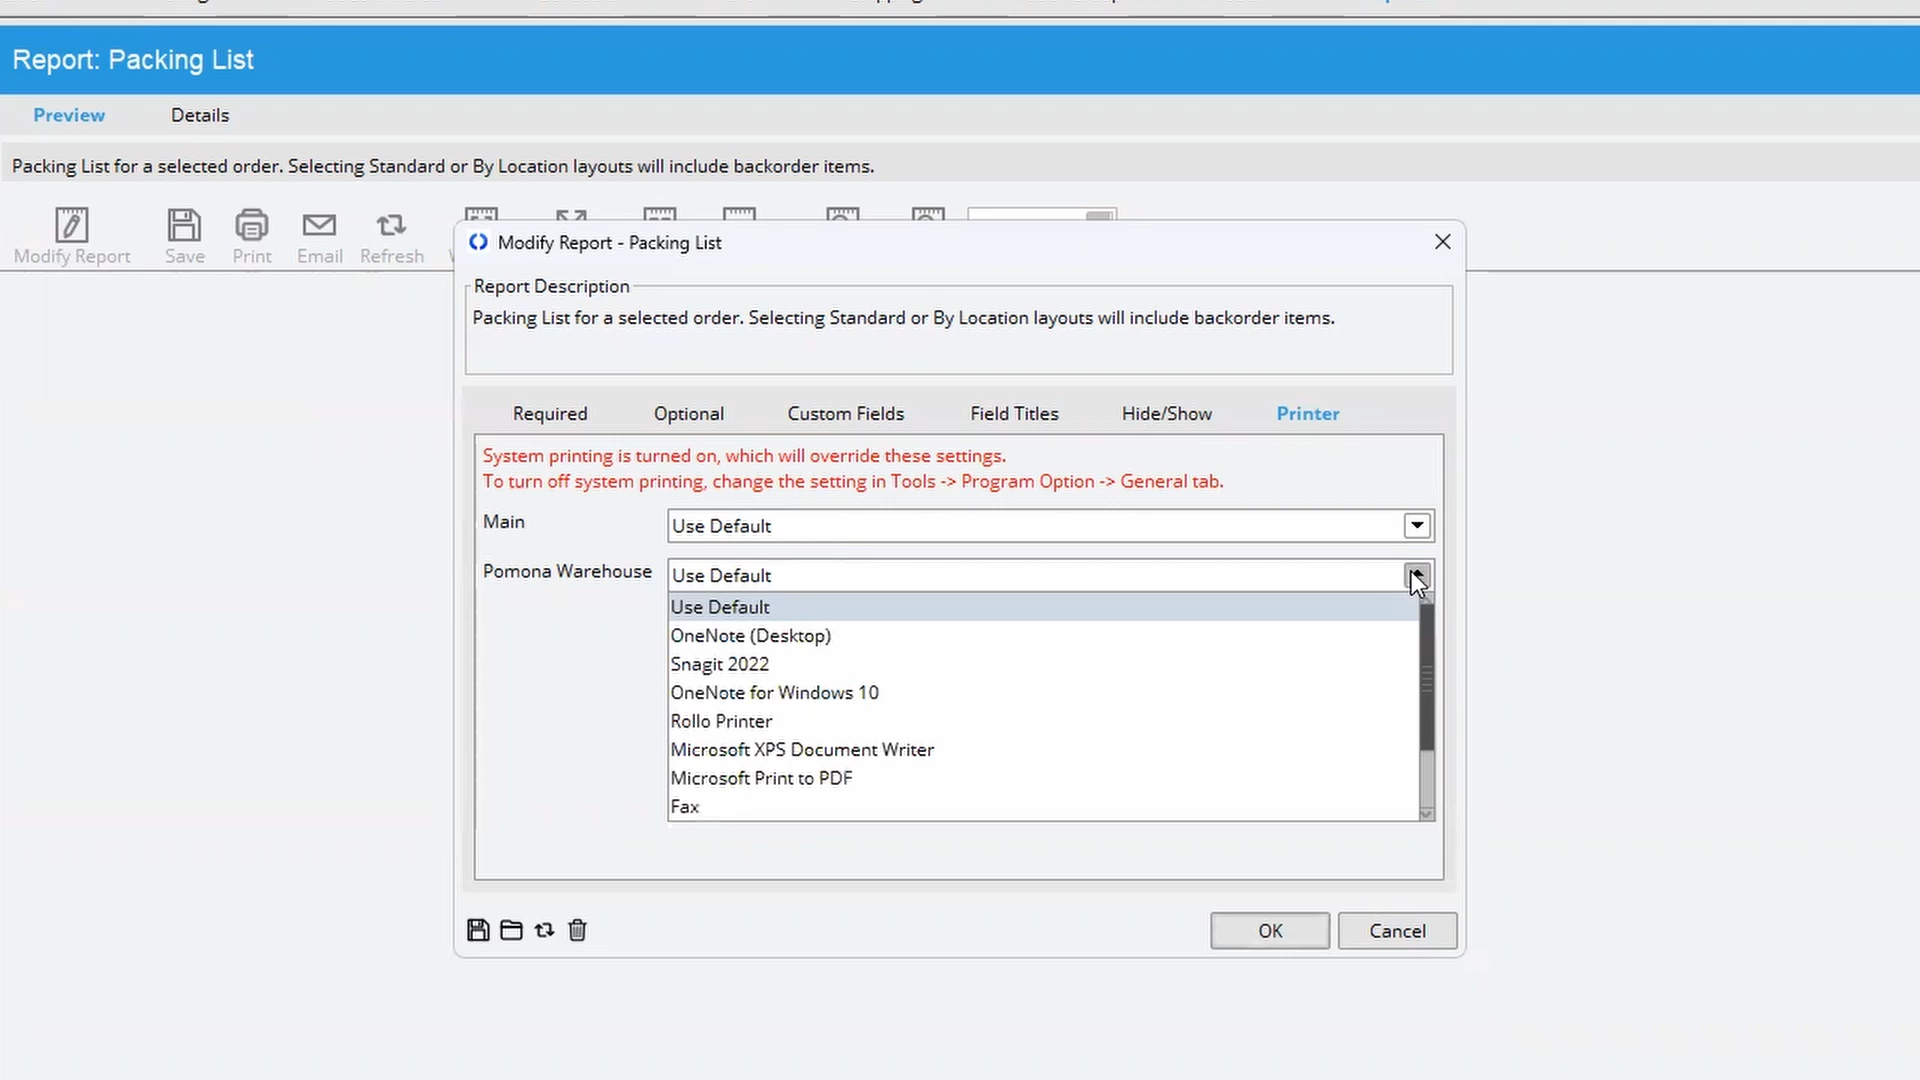 Report: Packing List
Preview Details
Packing List for a selected order. Selecting Standard or By Location layouts will include backorder items.
Modify Report Save Print Email Refresh
Modify Report - Packing List
Report Description
Packing List for a selected order. Selecting Standard or By Location layouts will include backorder items.
Required Optional Custom Fields Field Titles Hide/Show Printer
System printing is turned on, which will override these settings.
To turn off system printing, change the setting in Tools -> Program Option -> General tab.
Main Use Default
Pomona Warehouse Use Default
Use Default
OneNote (Desktop)
Snagit 2022
OneNote for Windows 10
Rollo Printer
Microsoft XPS Document Writer
Microsoft Print to PDF
Fax
OK Cancel